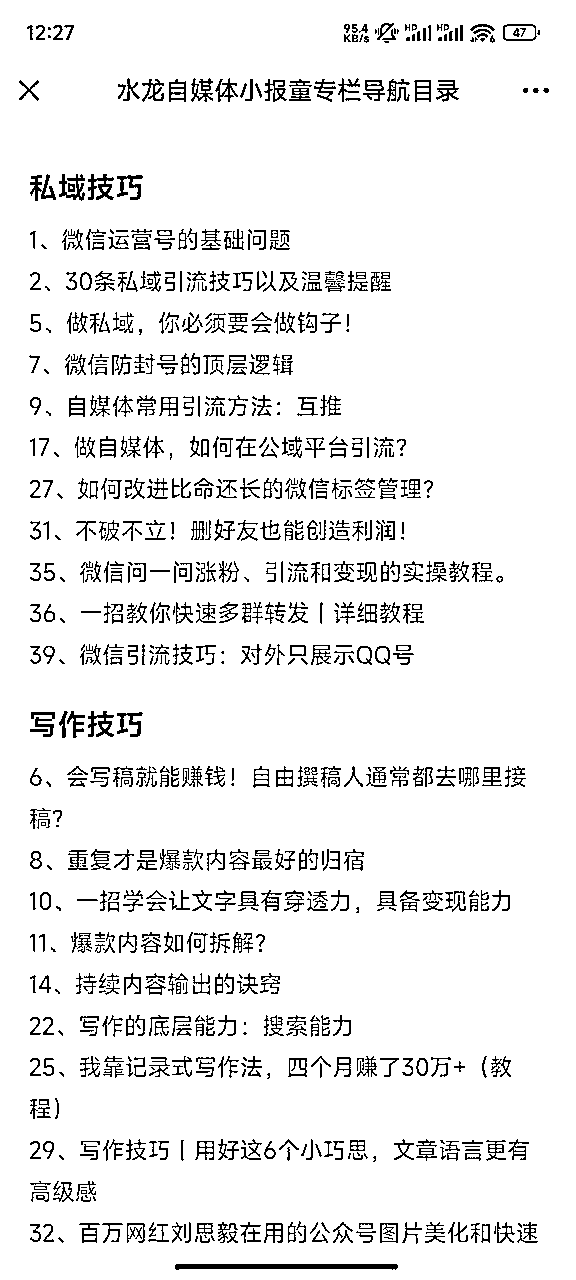 12:27
95.4
KB/s
HD
HD
47
水龙自媒体小报童专栏导航目录
私域技巧
1、微信运营号的基础问题
2、30条私域引流技巧以及温馨提醒
5、做私域，你必须要会做钩子！
7、微信防封号的顶层逻辑
9、自媒体常用引流方法：互推
17、做自媒体，如何在公域平台引流？
27、如何改进比命还长的微信标签管理？
31、不破不立！删好友也能创造利润！
35、微信问一问涨粉、引流和变现的实操教程。
36、一招教你快速多群转发丨详细教程
39、微信引流技巧：对外只展示QQ号
写作技巧
6、会写稿就能赚钱！自由撰稿人通常都去哪里接
稿？
8、重复才是爆款内容最好的归宿
10、一招学会让文字具有穿透力，具备变现能力
11、爆款内容如何拆解？
14、持续内容输出的诀窍
22、写作的底层能力：搜索能力
25、我靠记录式写作法，四个月赚了30万+（教
程）
29、写作技巧丨用好这6个小巧思，文章语言更有
高级感
32、百万网红刘思毅在用的公众号图片美化和快速